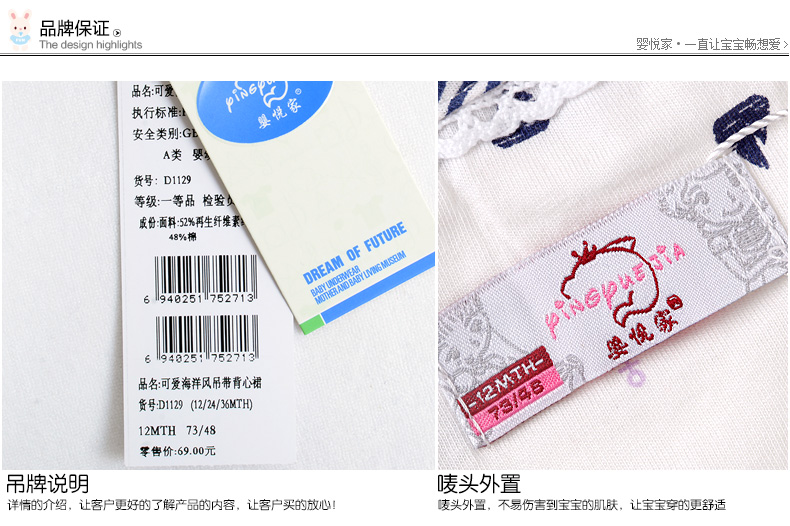 品牌保证
The design highlights
婴悦家·一直让宝宝畅想爱
品名:可爱
执行标准:
安全类别:GB
A类 婴
货号: D1129
等级:一等品 检验
成份:面料:52%再生纤维素
48%棉
6 940251 752713
6 940251 752713
品名:可爱海洋风吊带背心裙
货号:D1129 (12/24/36MTH)
12MTH 73/48
零售价:69.00元
yingyuejia
婴悦家
DREAM OF FUTURE
BABY UNDERWEAR
MOTHER AND BABY LIVING MUSEUM
yingyuejia
婴悦家
-12MTH-
73/48
吊牌说明
详情的介绍，让客户更好的了解产品的内容，让客户买的放心!
唛头外置
唛头外置，不易伤害到宝宝的肌肤，让宝宝穿的更舒适